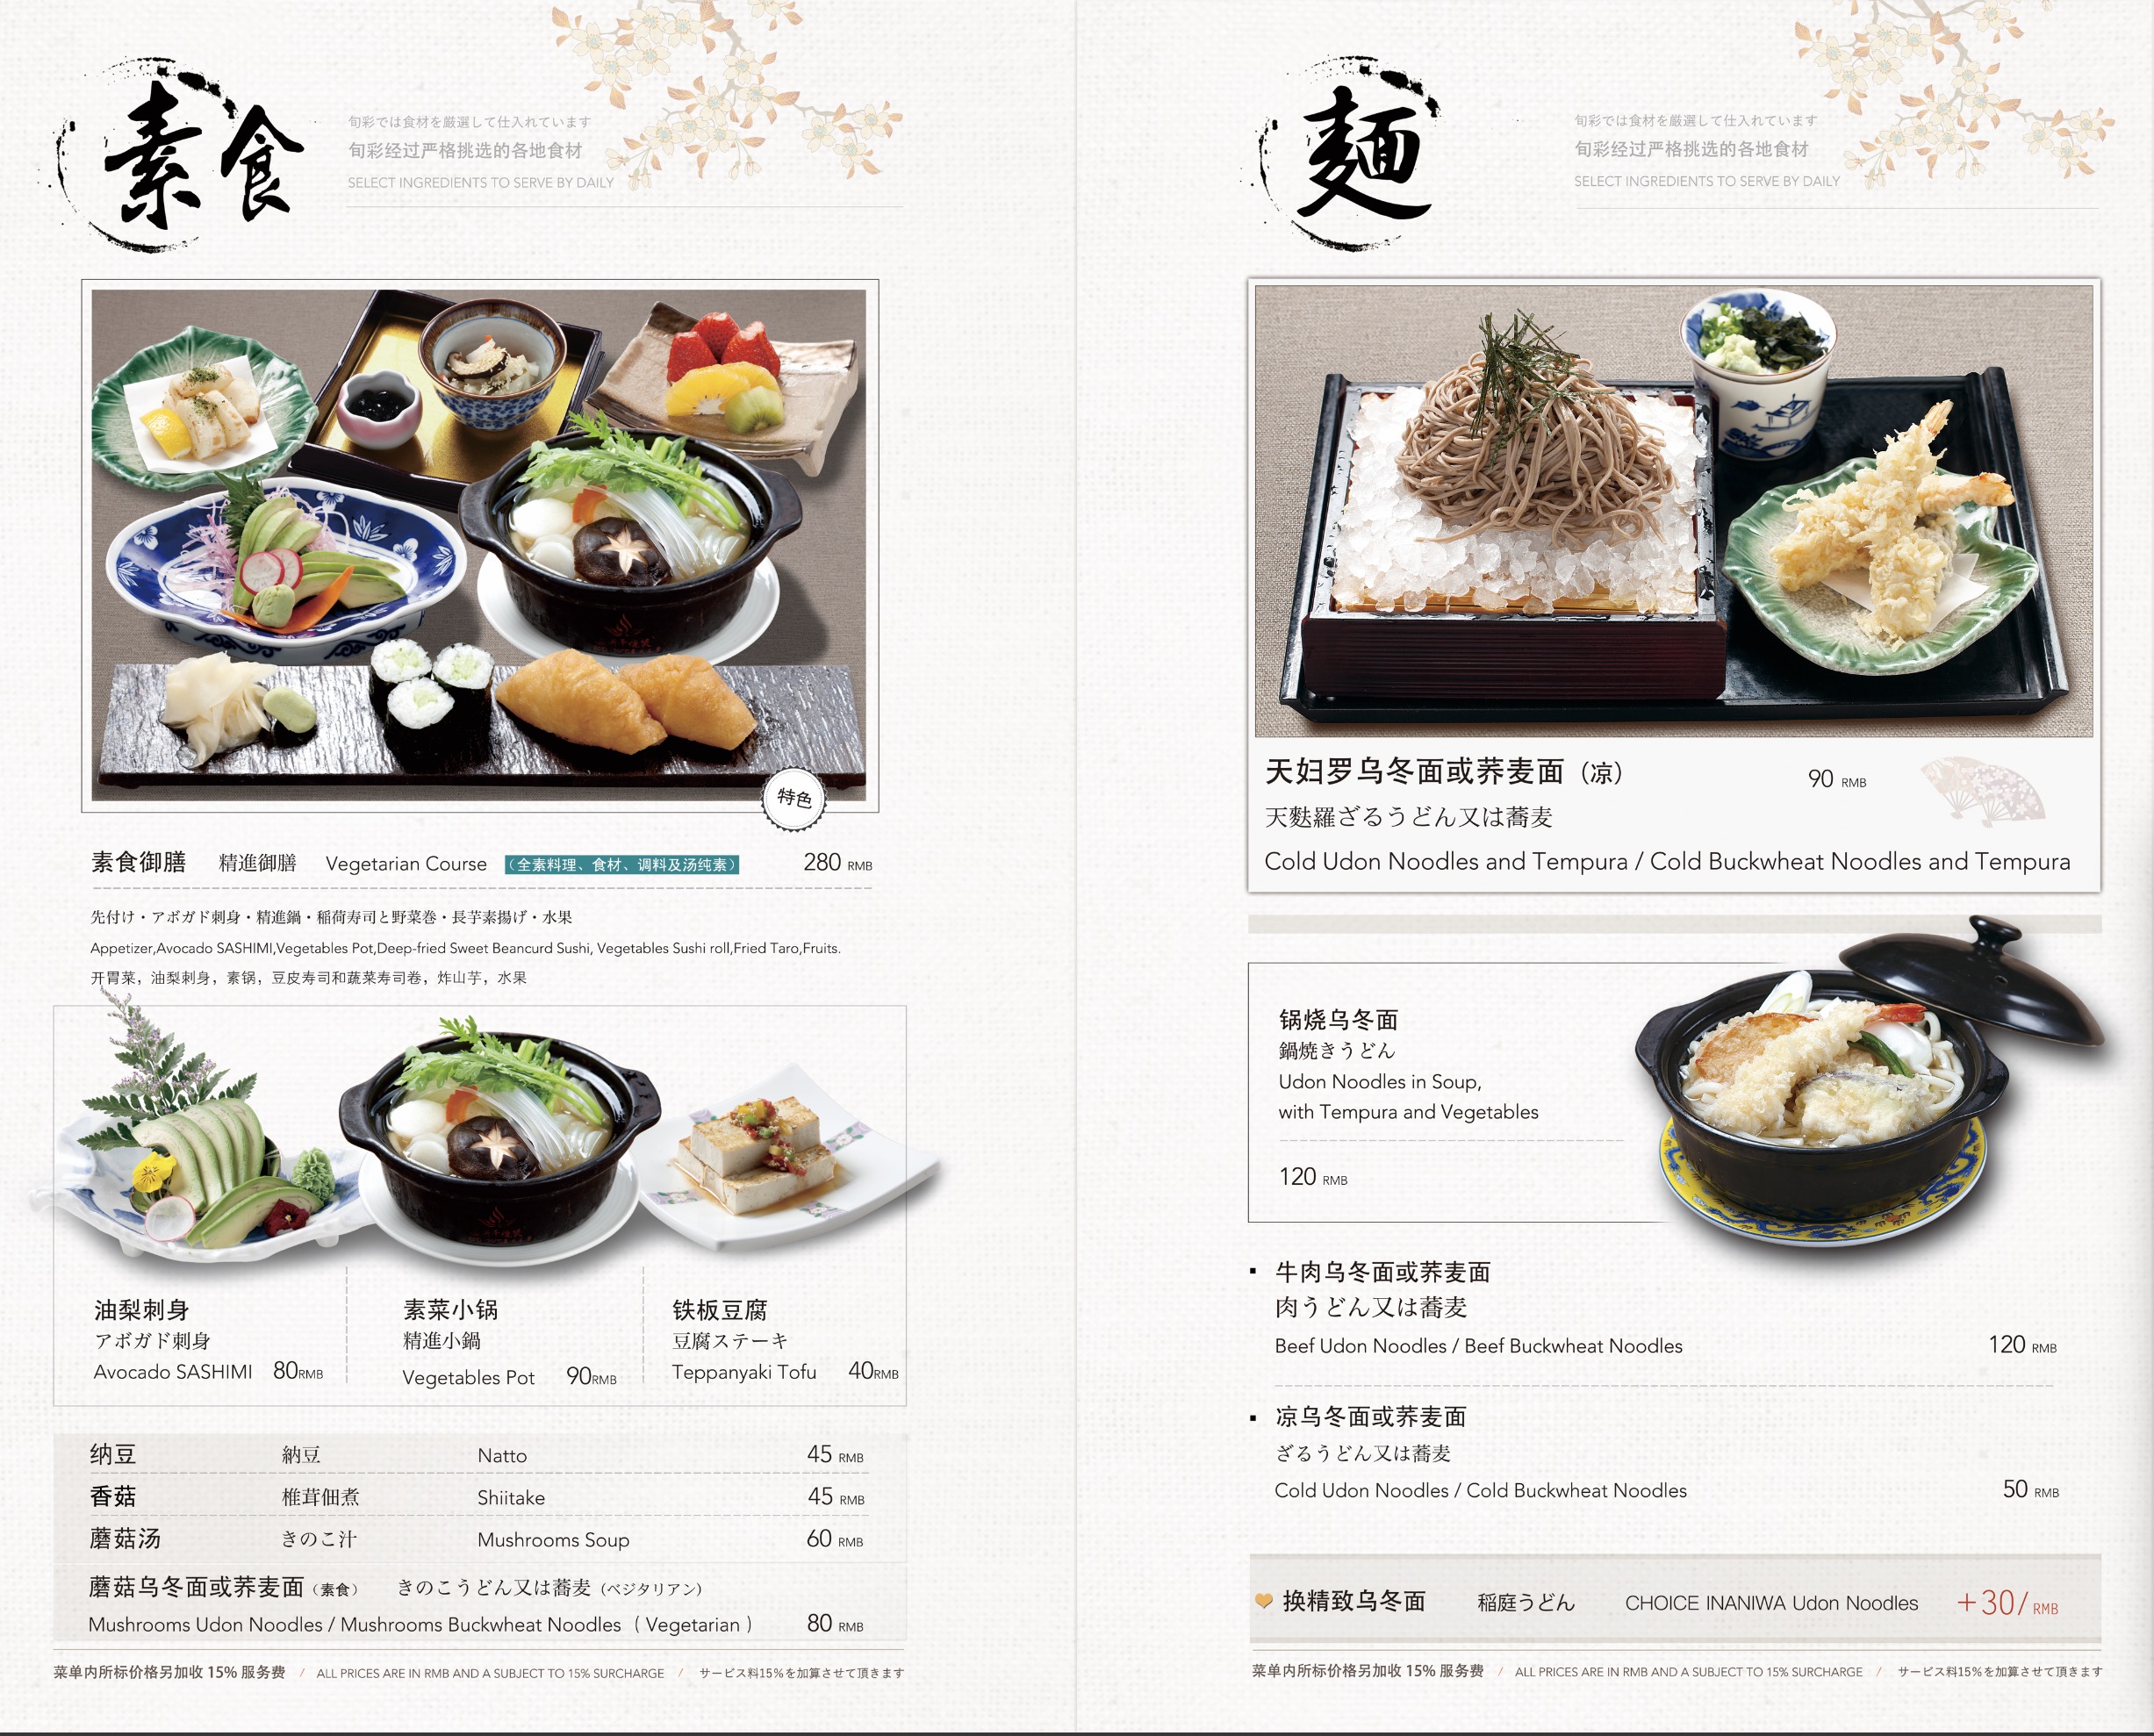 素食
旬彩では食材を厳選して仕入れています
旬彩经过严格挑选的各地食材
SELECT INGREDIENTS TO SERVE BY DAILY
特色
素食御膳 精進御膳 Vegetarian Course （全素料理、食材、调料及汤纯素） 280 RMB
先付け・アボガド刺身・精進鍋・稲荷寿司と野菜巻・長芋素揚げ・水果
Appetizer,Avocado SASHIMI,Vegetables Pot,Deep-fried Sweet Beancurd Sushi, Vegetables Sushi roll,Fried Taro,Fruits.
开胃菜，油梨刺身，素锅，豆皮寿司和蔬菜寿司卷，炸山芋，水果
油梨刺身
アボガド刺身
Avocado SASHIMI 80RMB
素菜小锅
精進小鍋
Vegetables Pot 90RMB
铁板豆腐
豆腐ステーキ
Teppanyaki Tofu 40RMB
纳豆 納豆 Natto 45 RMB
香菇 椎茸佃煮 Shiitake 45 RMB
蘑菇汤 きのこ汁 Mushrooms Soup 60 RMB
蘑菇乌冬面或荞麦面（素食） きのこうどん又は蕎麦（ベジタリアン）
Mushrooms Udon Noodles / Mushrooms Buckwheat Noodles （ Vegetarian ） 80 RMB
菜单内所标价格另加收 15% 服务费 / ALL PRICES ARE IN RMB AND A SUBJECT TO 15% SURCHARGE / サービス料15%を加算させて頂きます
麺
旬彩では食材を厳選して仕入れています
旬彩经过严格挑选的各地食材
SELECT INGREDIENTS TO SERVE BY DAILY
天妇罗乌冬面或荞麦面（凉） 90 RMB
天麩羅ざるうどん又は蕎麦
Cold Udon Noodles and Tempura / Cold Buckwheat Noodles and Tempura
锅烧乌冬面
鍋焼きうどん
Udon Noodles in Soup,
with Tempura and Vegetables
120 RMB
▪ 牛肉乌冬面或荞麦面
肉うどん又は蕎麦
Beef Udon Noodles / Beef Buckwheat Noodles 120 RMB
▪ 凉乌冬面或荞麦面
ざるうどん又は蕎麦
Cold Udon Noodles / Cold Buckwheat Noodles 50 RMB
换精致乌冬面 稲庭うどん CHOICE INANIWA Udon Noodles +30/RMB
菜单内所标价格另加收 15% 服务费 / ALL PRICES ARE IN RMB AND A SUBJECT TO 15% SURCHARGE / サービス料15%を加算させて頂きます